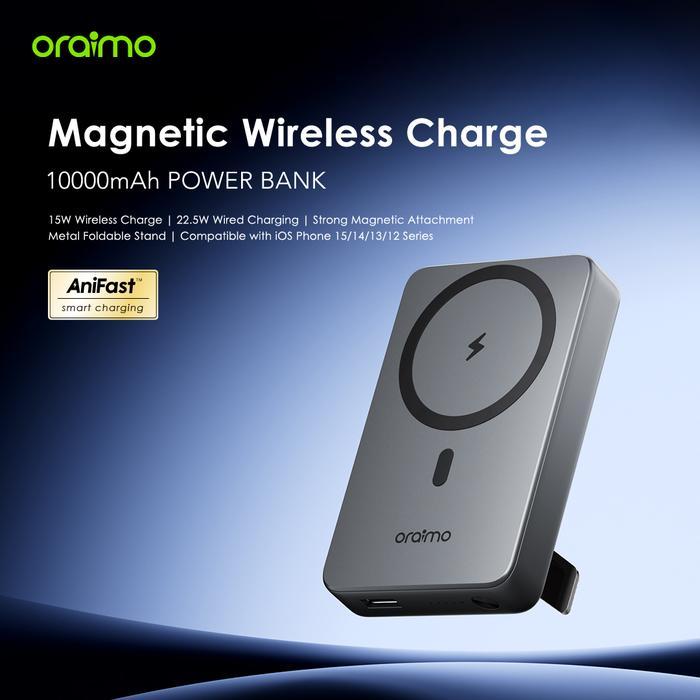 oraimo
Magnetic Wireless Charge
10000mAh POWER BANK
15W Wireless Charge | 22.5W Wired Charging | Strong Magnetic Attachment
Metal Foldable Stand | Compatible with iOS Phone 15/14/13/12 Series
AniFast™
smart charging
oraimo